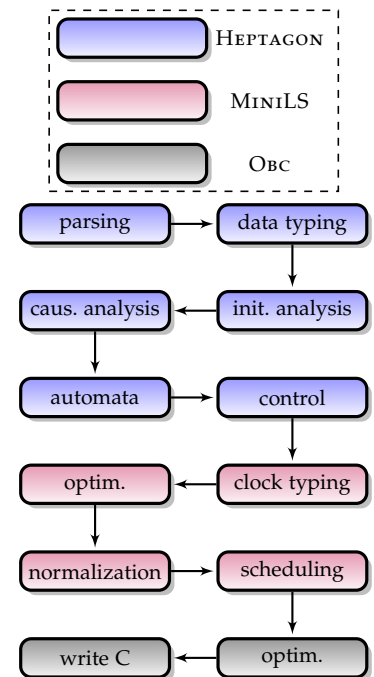 HEPTAGON
MINILS
OBC
parsing data typing
caus. analysis init. analysis
automata control
optim. clock typing
normalization scheduling
write C optim.